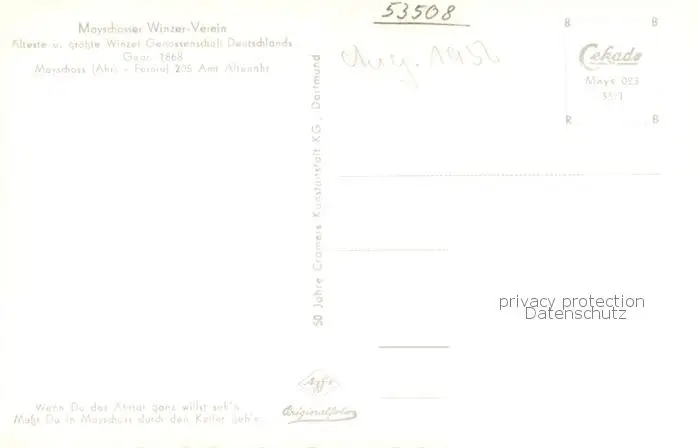 53508
Mayschosser Winzer-Verein
Älteste u. größte Winzer Genossenschaft Deutschlands
Gegr. 1868
Mayschoss (Ahr) - Fernruf 205 Amt Altenahr
Aug. 1956
B B
Cekade
Mays 023
R B
50 Jahre Cramers Kunstanstalt KG., Dortmund
privacy protection
Datenschutz
Agfa
Originalfoto
Wenn Du das Ahrtal ganz willst seh'n
Mußt Du in Mayschoss durch den Keller geh'n